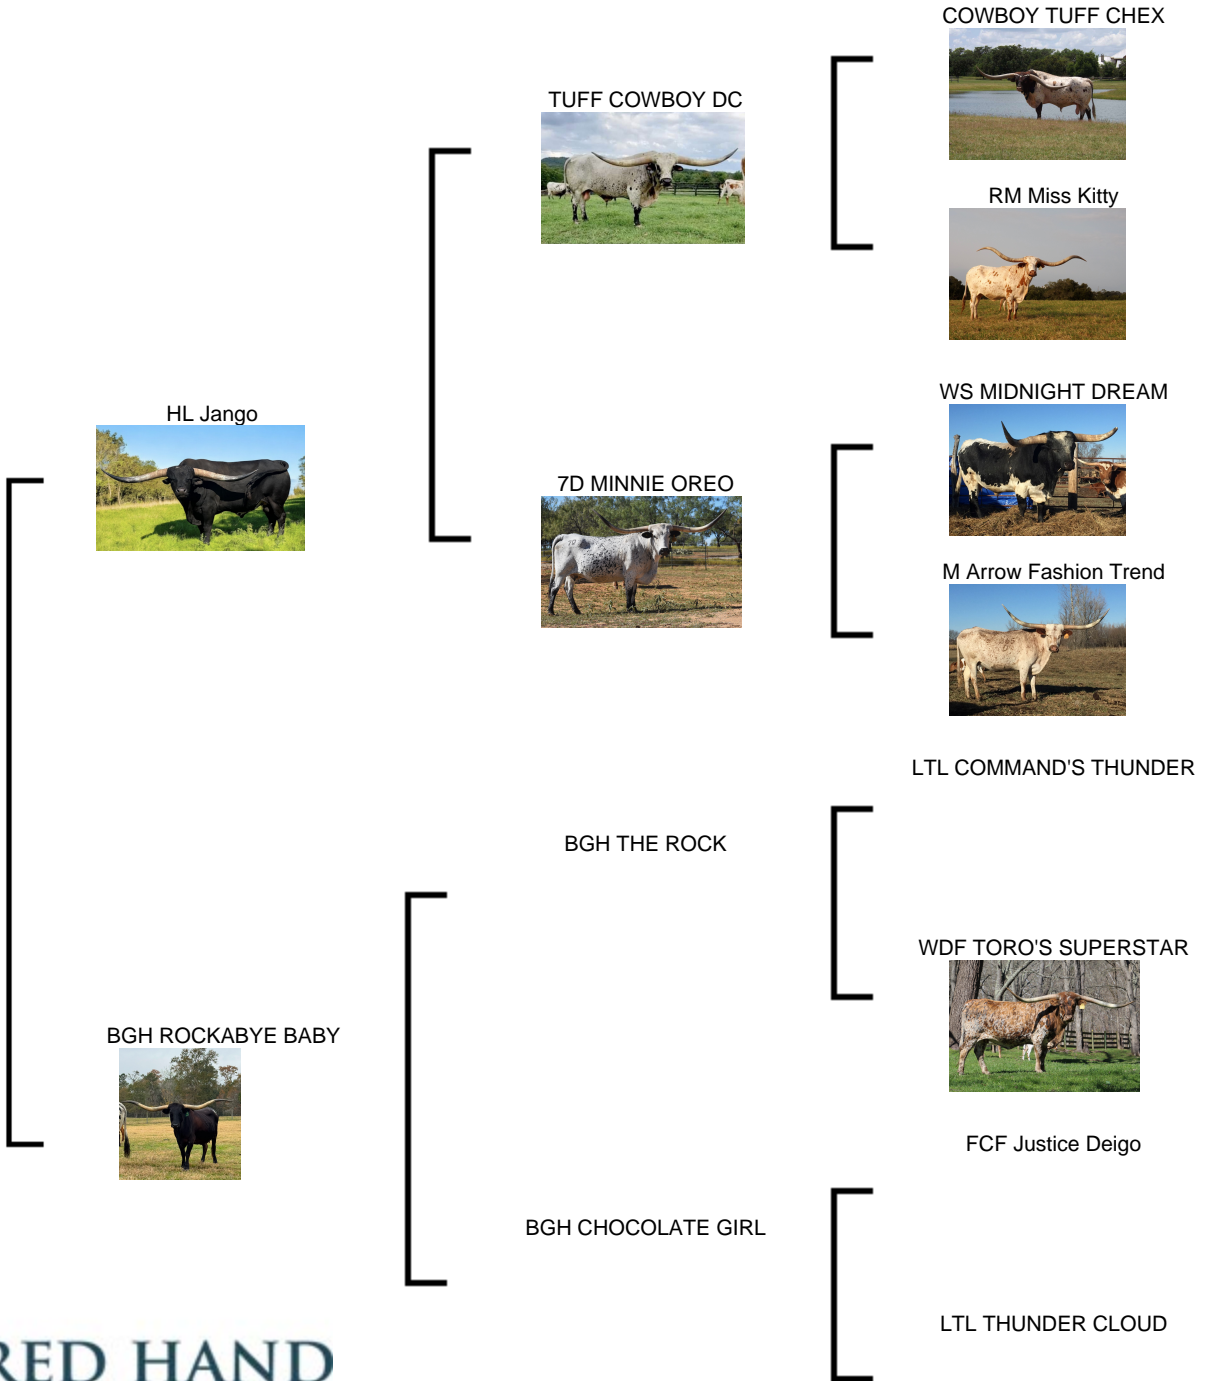 COWBOY TUFF CHEX
TUFF COWBOY DC
RM Miss Kitty
WS MIDNIGHT DREAM
HL Jango
7D MINNIE OREO
M Arrow Fashion Trend
LTL COMMAND'S THUNDER
BGH THE ROCK
WDF TORO'S SUPERSTAR
BGH ROCKABYE BABY
FCF Justice Deigo
BGH CHOCOLATE GIRL
LTL THUNDER CLOUD
RED HAND